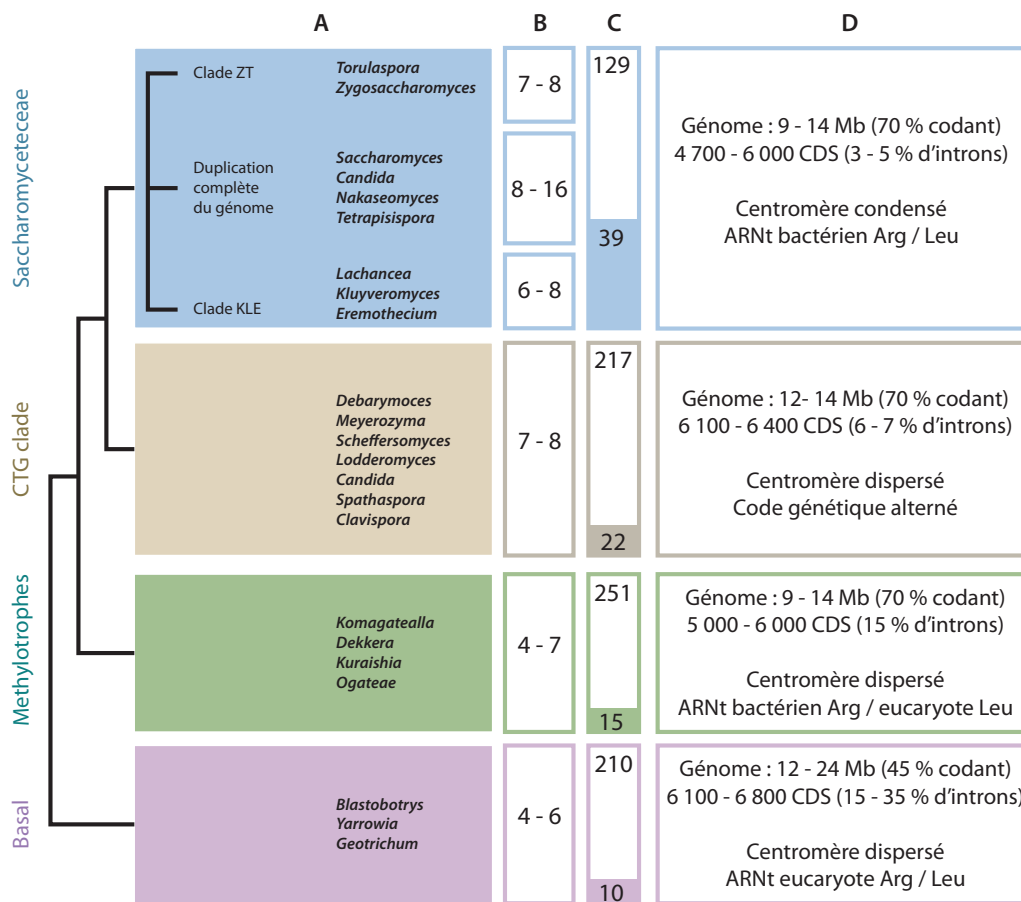 A
B
C
D
Saccharomyceteceae
Clade ZT
Torulaspora
Zygosaccharomyces
Duplication
complète
du génome
Saccharomyces
Candida
Nakaseomyces
Tetrapisispora
Clade KLE
Lachancea
Kluyveromyces
Eremothecium
7 - 8
8 - 16
6 - 8
129
39
Génome : 9 - 14 Mb (70 % codant)
4 700 - 6 000 CDS (3 - 5 % d'introns)
Centromère condensé
ARNt bactérien Arg / Leu
CTG clade
Debarymoces
Meyerozyma
Scheffersomyces
Lodderomyces
Candida
Spathaspora
Clavispora
7 - 8
217
22
Génome : 12- 14 Mb (70 % codant)
6 100 - 6 400 CDS (6 - 7 % d'introns)
Centromère dispersé
Code génétique alterné
Methylotrophes
Komagatealla
Dekkera
Kuraishia
Ogateae
4 - 7
251
15
Génome : 9 - 14 Mb (70 % codant)
5 000 - 6 000 CDS (15 % d'introns)
Centromère dispersé
ARNt bactérien Arg / eucaryote Leu
Basal
Blastobotrys
Yarrowia
Geotrichum
4 - 6
210
10
Génome : 12 - 24 Mb (45 % codant)
6 100 - 6 800 CDS (15 - 35 % d'introns)
Centromère dispersé
ARNt eucaryote Arg / Leu